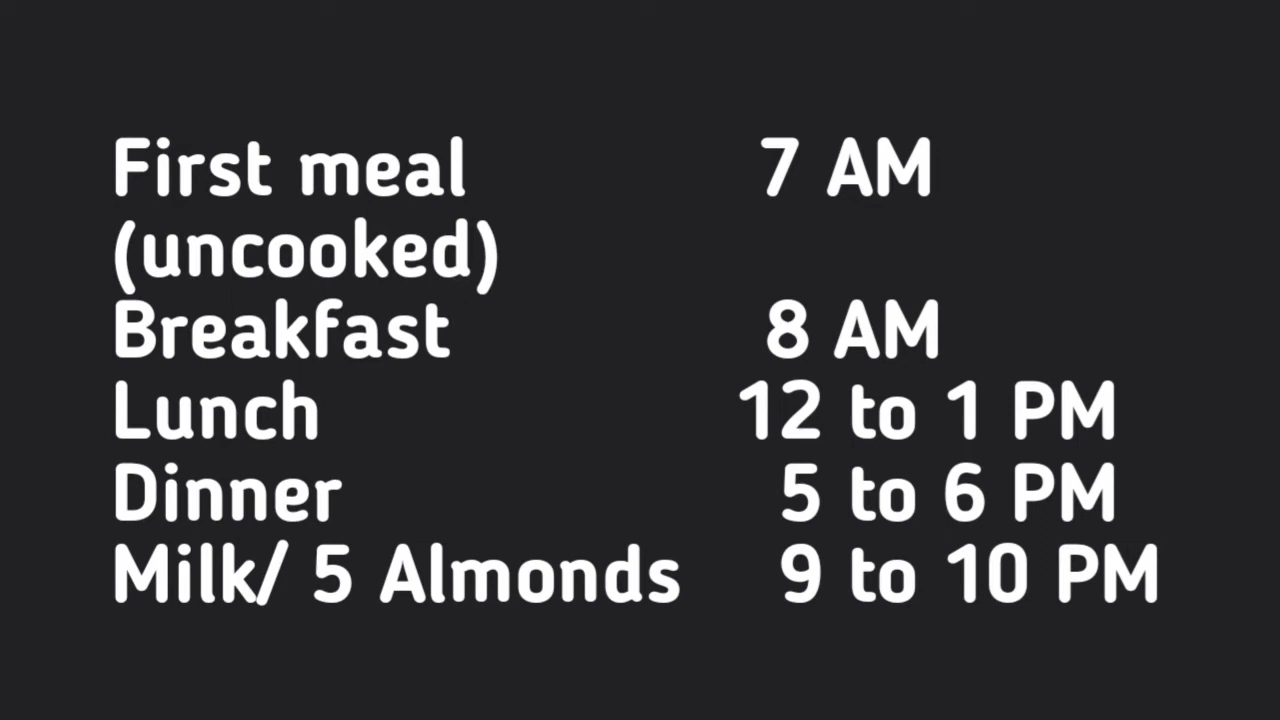 First meal 7 AM
(uncooked)
Breakfast 8 AM
Lunch 12 to 1 PM
Dinner 5 to 6 PM
Milk/ 5 Almonds 9 to 10 PM